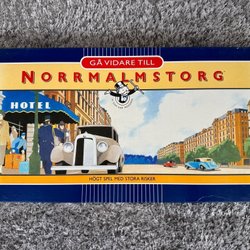 GÅ VIDARE TILL
NORRMALMSTORG
HOTEL
HÖGT SPEL MED STORA RISKER